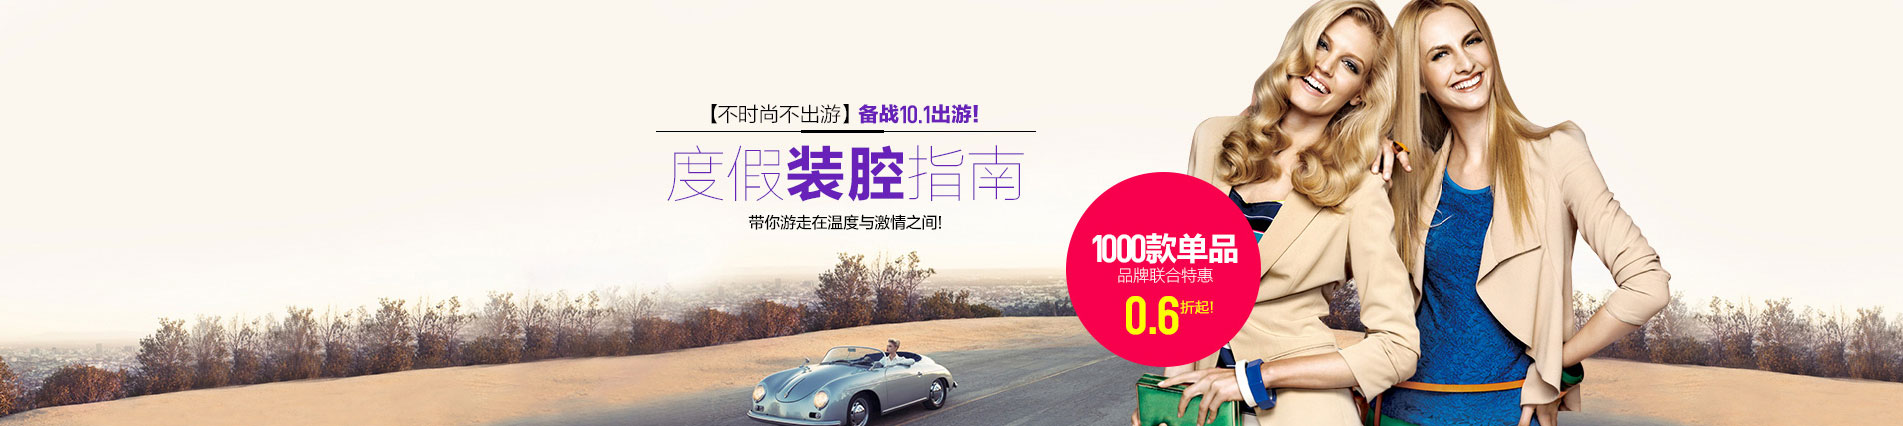 【不时尚不出游】备战10.1出游!
度假装腔指南
带你游走在温度与激情之间!
1000款单品
品牌联合特惠
0.6折起!